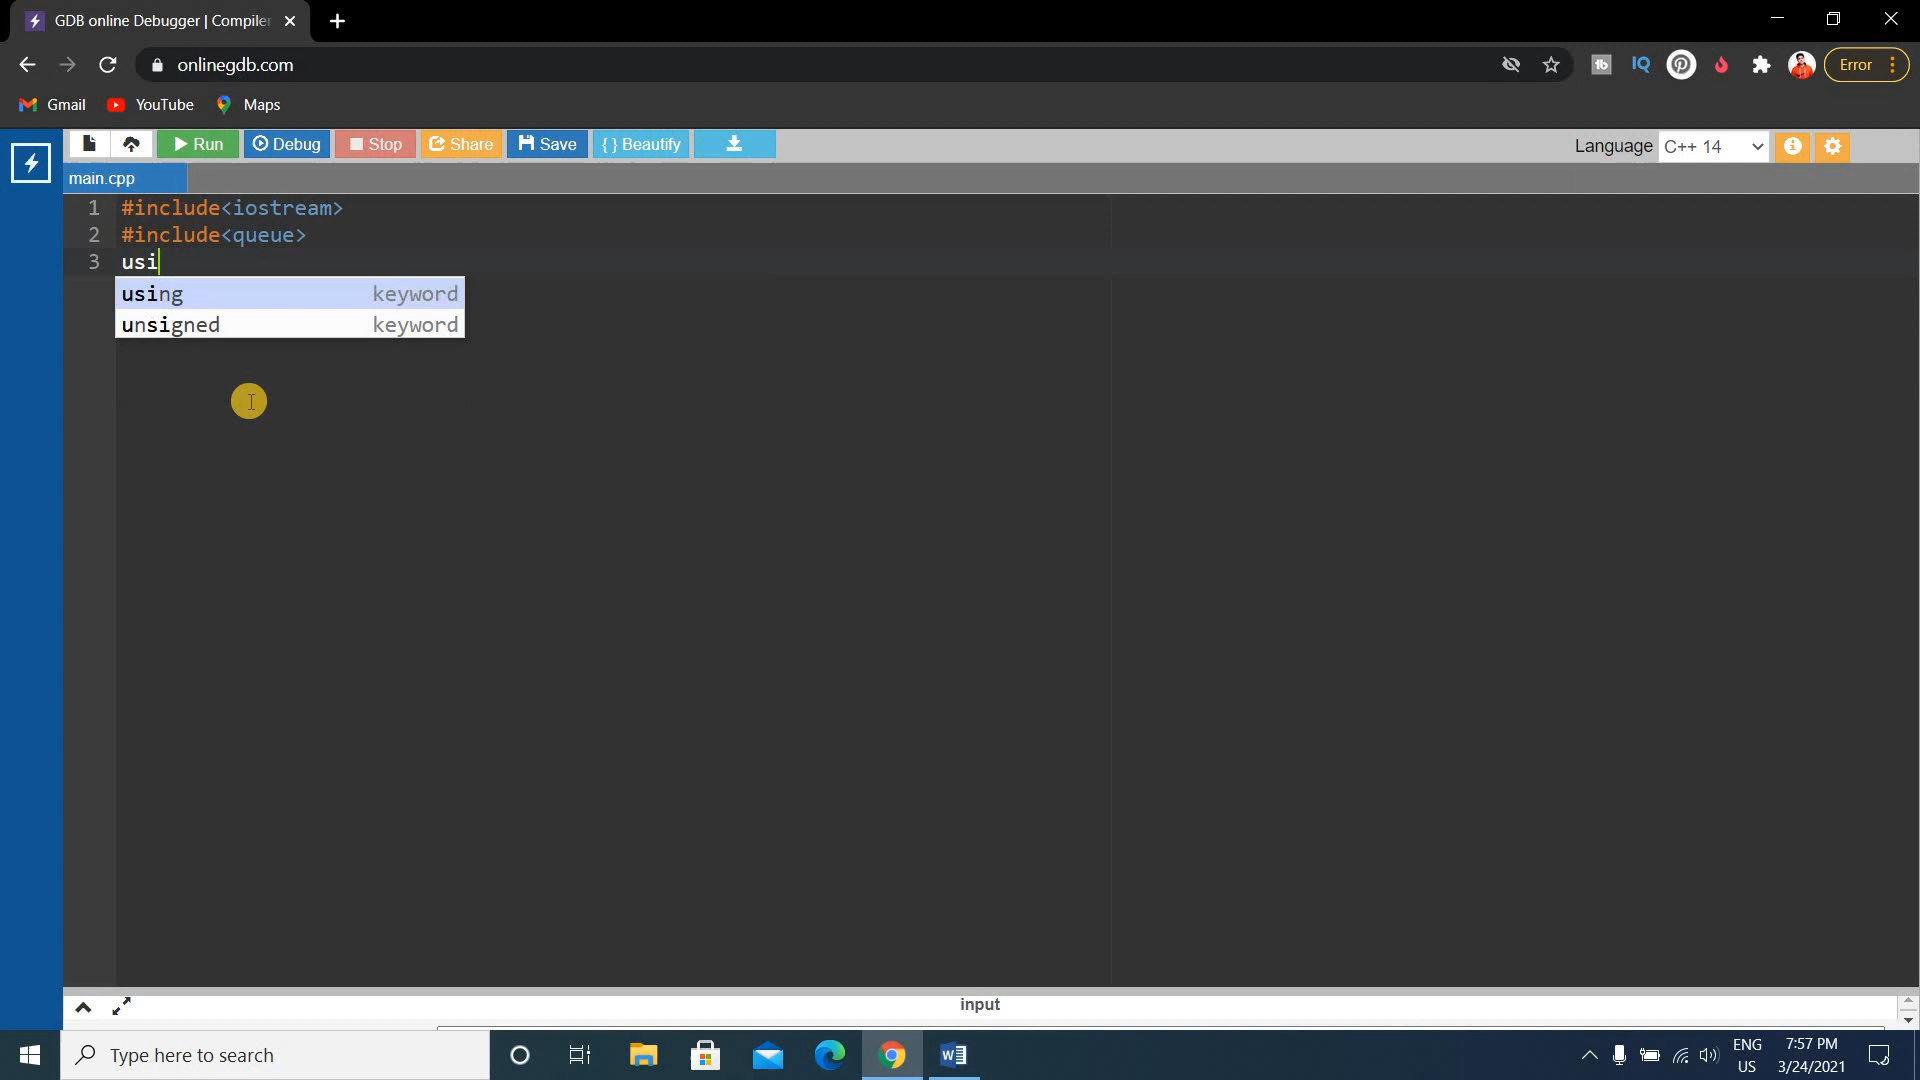 GDB online Debugger | Compiler
onlinegdb.com
Error
Gmail YouTube Maps
Run Debug Stop Share Save { } Beautify
Language C++ 14
main.cpp
1 #include<iostream>
2 #include<queue>
3 usi
using keyword
unsigned keyword
input
Type here to search
ENG
US
7:57 PM
3/24/2021